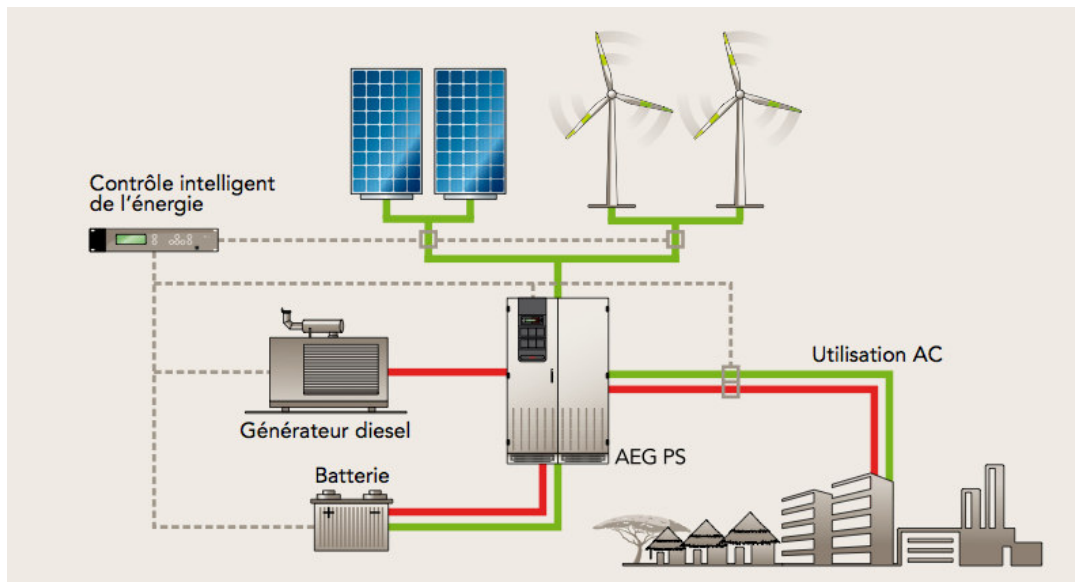 Contrôle intelligent
de l'énergie
Utilisation AC
Générateur diesel
AEG PS
Batterie
+ −